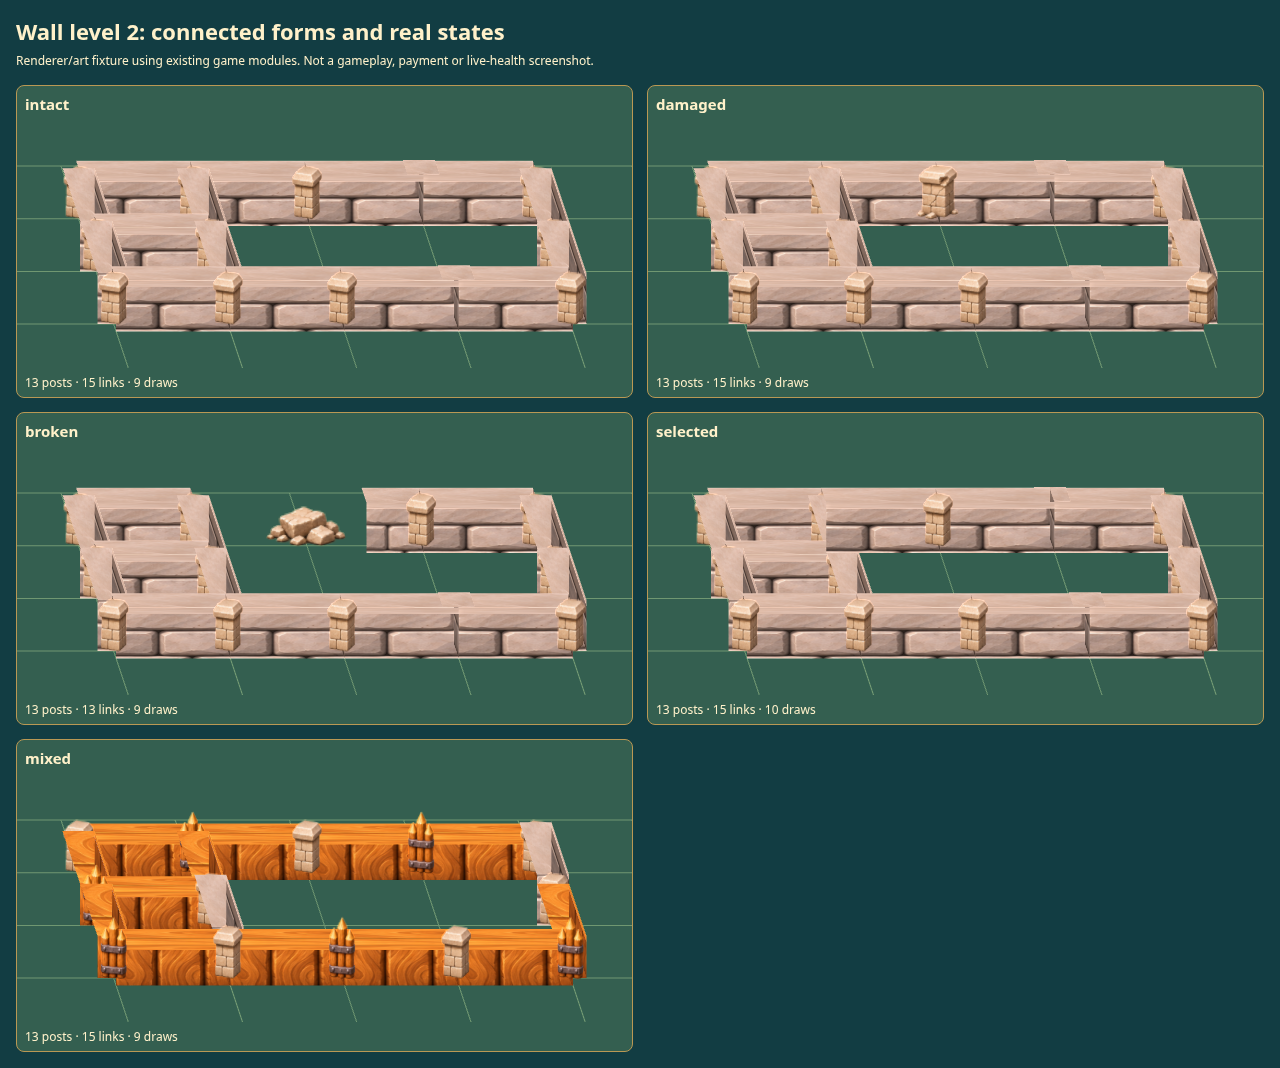 Wall level 2: connected forms and real states
Renderer/art fixture using existing game modules. Not a gameplay, payment or live-health screenshot.
intact
13 posts · 15 links · 9 draws
damaged
13 posts · 15 links · 9 draws
broken
13 posts · 13 links · 9 draws
selected
13 posts · 15 links · 10 draws
mixed
13 posts · 15 links · 9 draws